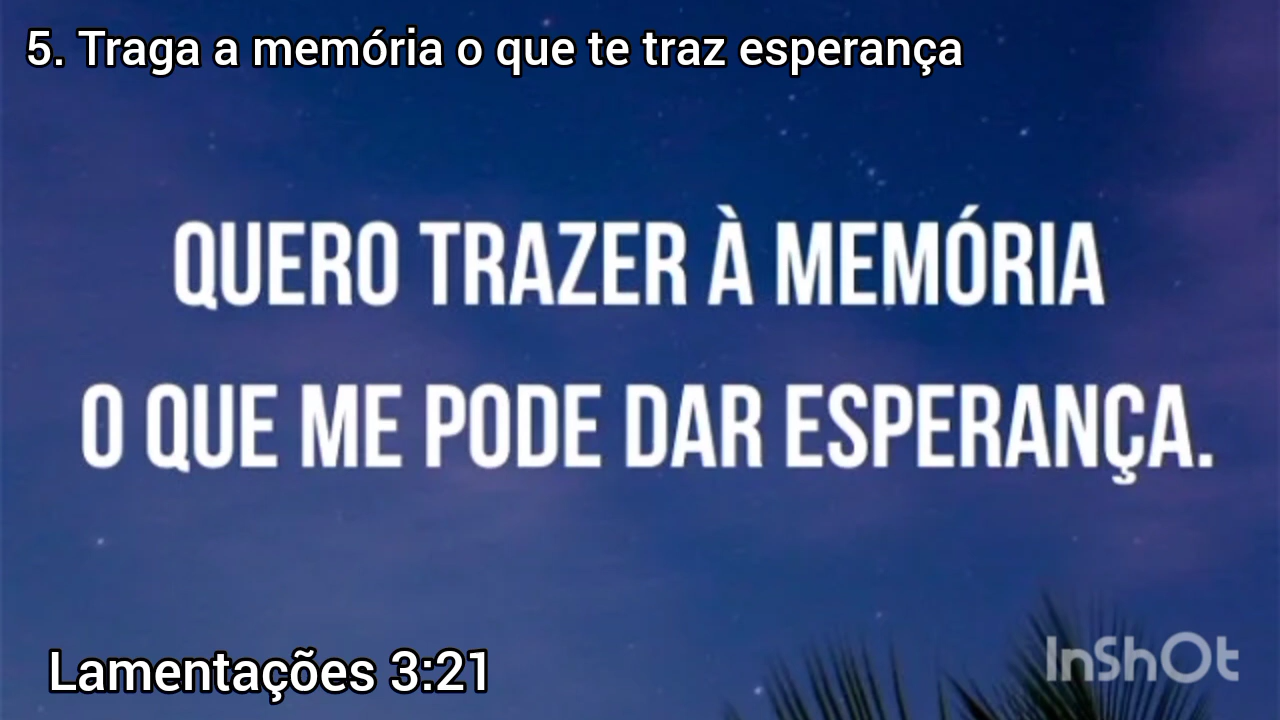 5. Traga a memória o que te traz esperança
QUERO TRAZER À MEMÓRIA
O QUE ME PODE DAR ESPERANÇA.
Lamentações 3:21
InShOt